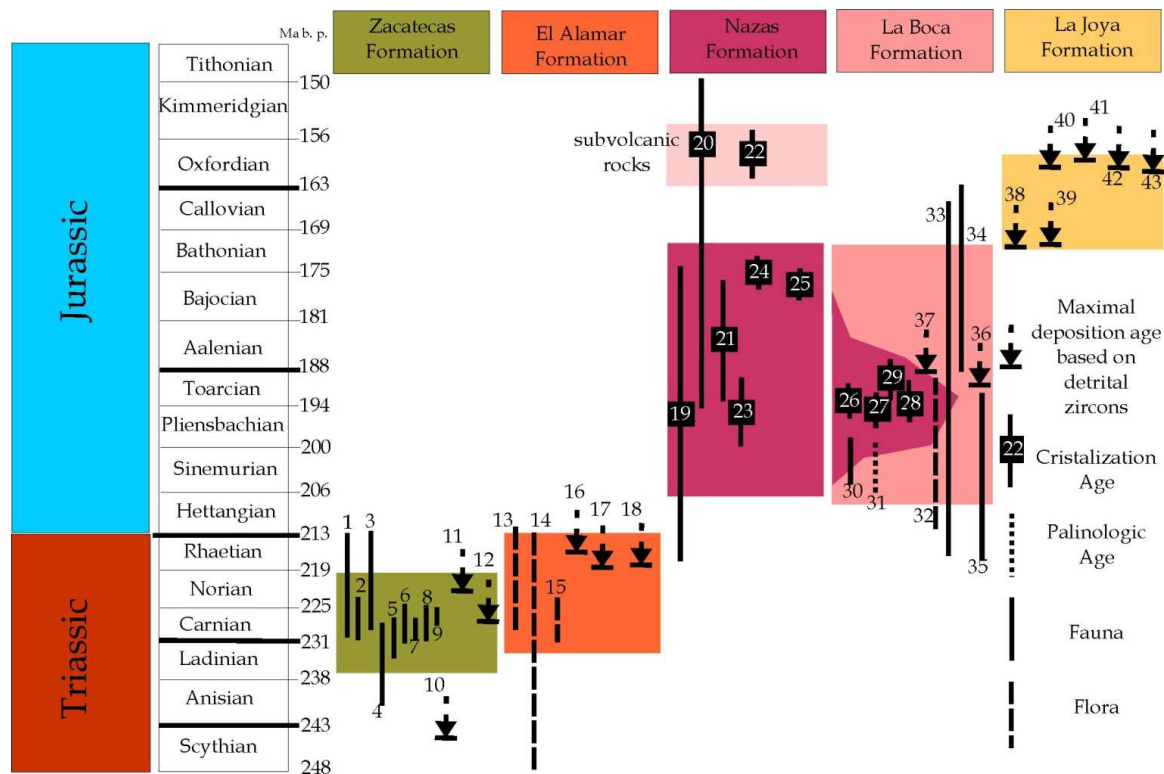 Ma b. p.
Zacatecas
Formation
El Alamar
Formation
Nazas
Formation
La Boca
Formation
La Joya
Formation
Jurassic
Triassic
Tithonian
150
Kimmeridgian
156
Oxfordian
163
Callovian
169
Bathonian
175
Bajocian
181
Aalenian
188
Toarcian
194
Pliensbachian
200
Sinemurian
206
Hettangian
213
Rhaetian
219
Norian
225
Carnian
231
Ladinian
238
Anisian
243
Scythian
248
1
2
3
4
5
6
7
8
9
10
11
12
13
14
15
16
17
18
subvolcanic
rocks
19
20
21
22
23
24
25
26
27
28
29
30
31
32
33
34
35
36
37
38
39
40
41
42
43
Maximal
deposition age
based on
detrital
zircons
22
Cristalization
Age
Palinologic
Age
Fauna
Flora